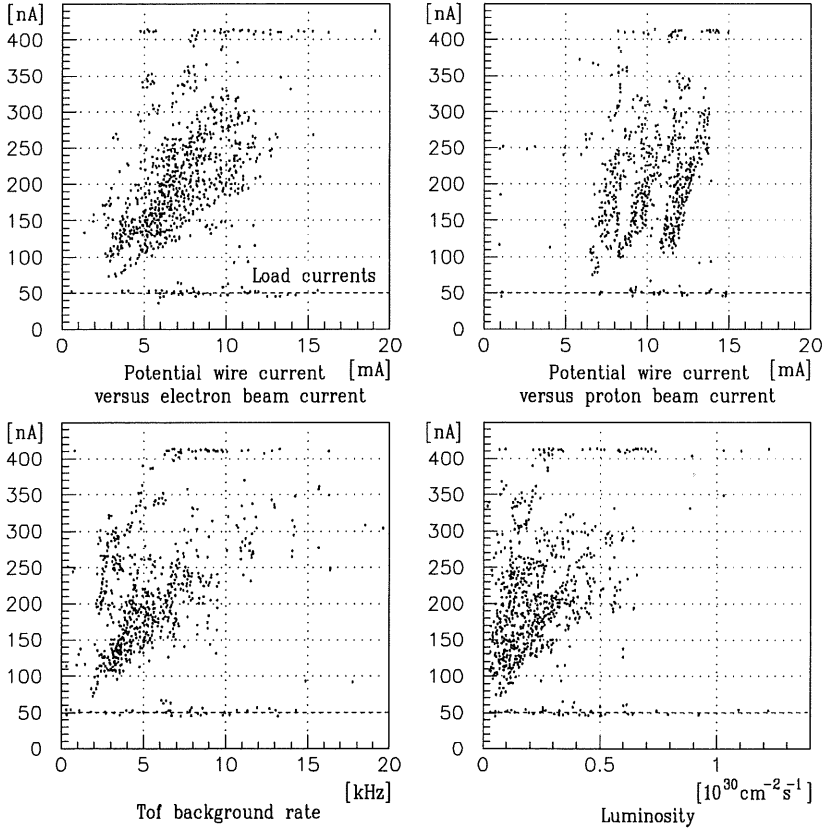 [nA]
400
350
300
250
200
150
100
50
0
Load currents
0 5 10 15 20
[mA]
Potential wire current
versus electron beam current
[nA]
400
350
300
250
200
150
100
50
0
0 5 10 15 20
[mA]
Potential wire current
versus proton beam current
[nA]
400
350
300
250
200
150
100
50
0
0 5 10 15 20
[kHz]
Tof background rate
[nA]
400
350
300
250
200
150
100
50
0
0 0.5 1
[10³⁰cm⁻²s⁻¹]
Luminosity